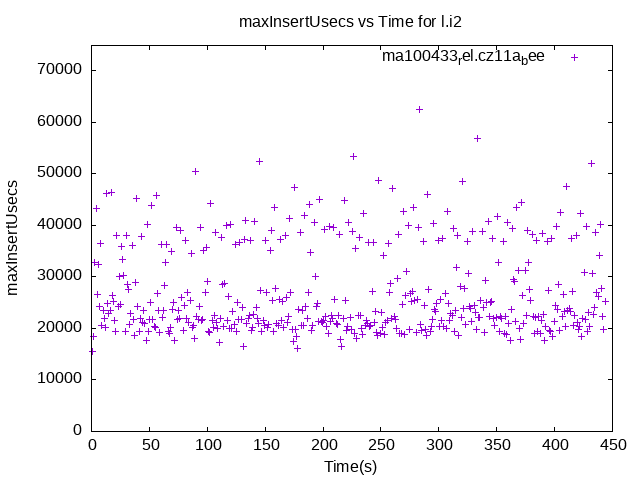 maxInsertUsecs vs Time for l.i2
ma100433rel.cz11abee
70000
60000
50000
40000
30000
20000
10000
0
maxInsertUsecs
0 50 100 150 200 250 300 350 400 450
Time(s)